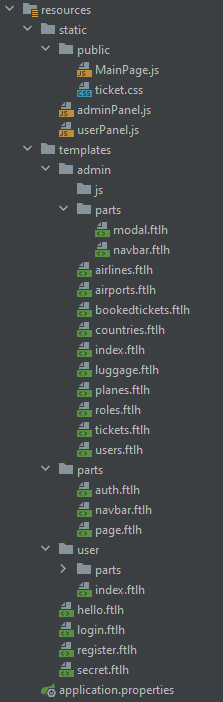 resources
static
public
MainPage.js
ticket.css
adminPanel.js
userPanel.js
templates
admin
js
parts
modal.ftlh
navbar.ftlh
airlines.ftlh
airports.ftlh
bookedtickets.ftlh
countries.ftlh
index.ftlh
luggage.ftlh
planes.ftlh
roles.ftlh
tickets.ftlh
users.ftlh
parts
auth.ftlh
navbar.ftlh
page.ftlh
user
parts
index.ftlh
hello.ftlh
login.ftlh
register.ftlh
secret.ftlh
application.properties